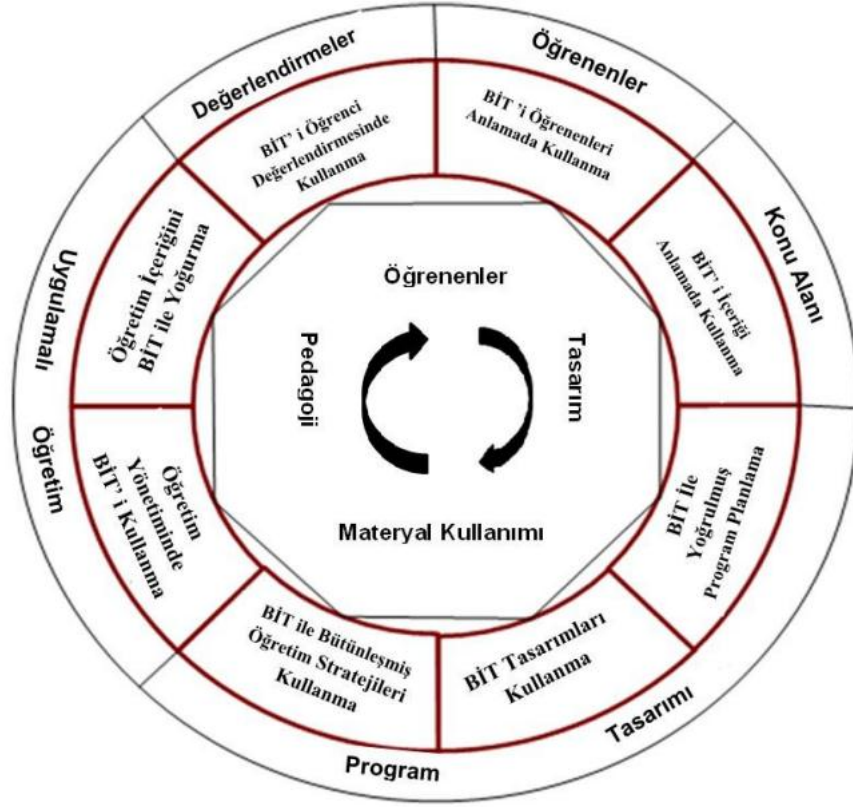 Değerlendirmeler
Öğrenenler
Konu Alanı
Tasarımı
Program
Öğretim
Uygulamalı
BİT' i Öğrenci
Değerlendirmesinde
Kullanma
BİT 'i Öğrenenleri
Anlamada Kullanma
BİT' i İçeriği
Anlamada Kullanma
BİT İle
Yoğrulmuş
Program Planlama
BİT Tasarımları
Kullanma
BİT ile Bütünleşmiş
Öğretim Stratejileri
Kullanma
Öğretim
Yönetiminde
BİT' i Kullanma
Öğretim İçeriğini
BİT ile Yoğurma
Öğrenenler
Tasarım
Materyal Kullanımı
Pedagoji